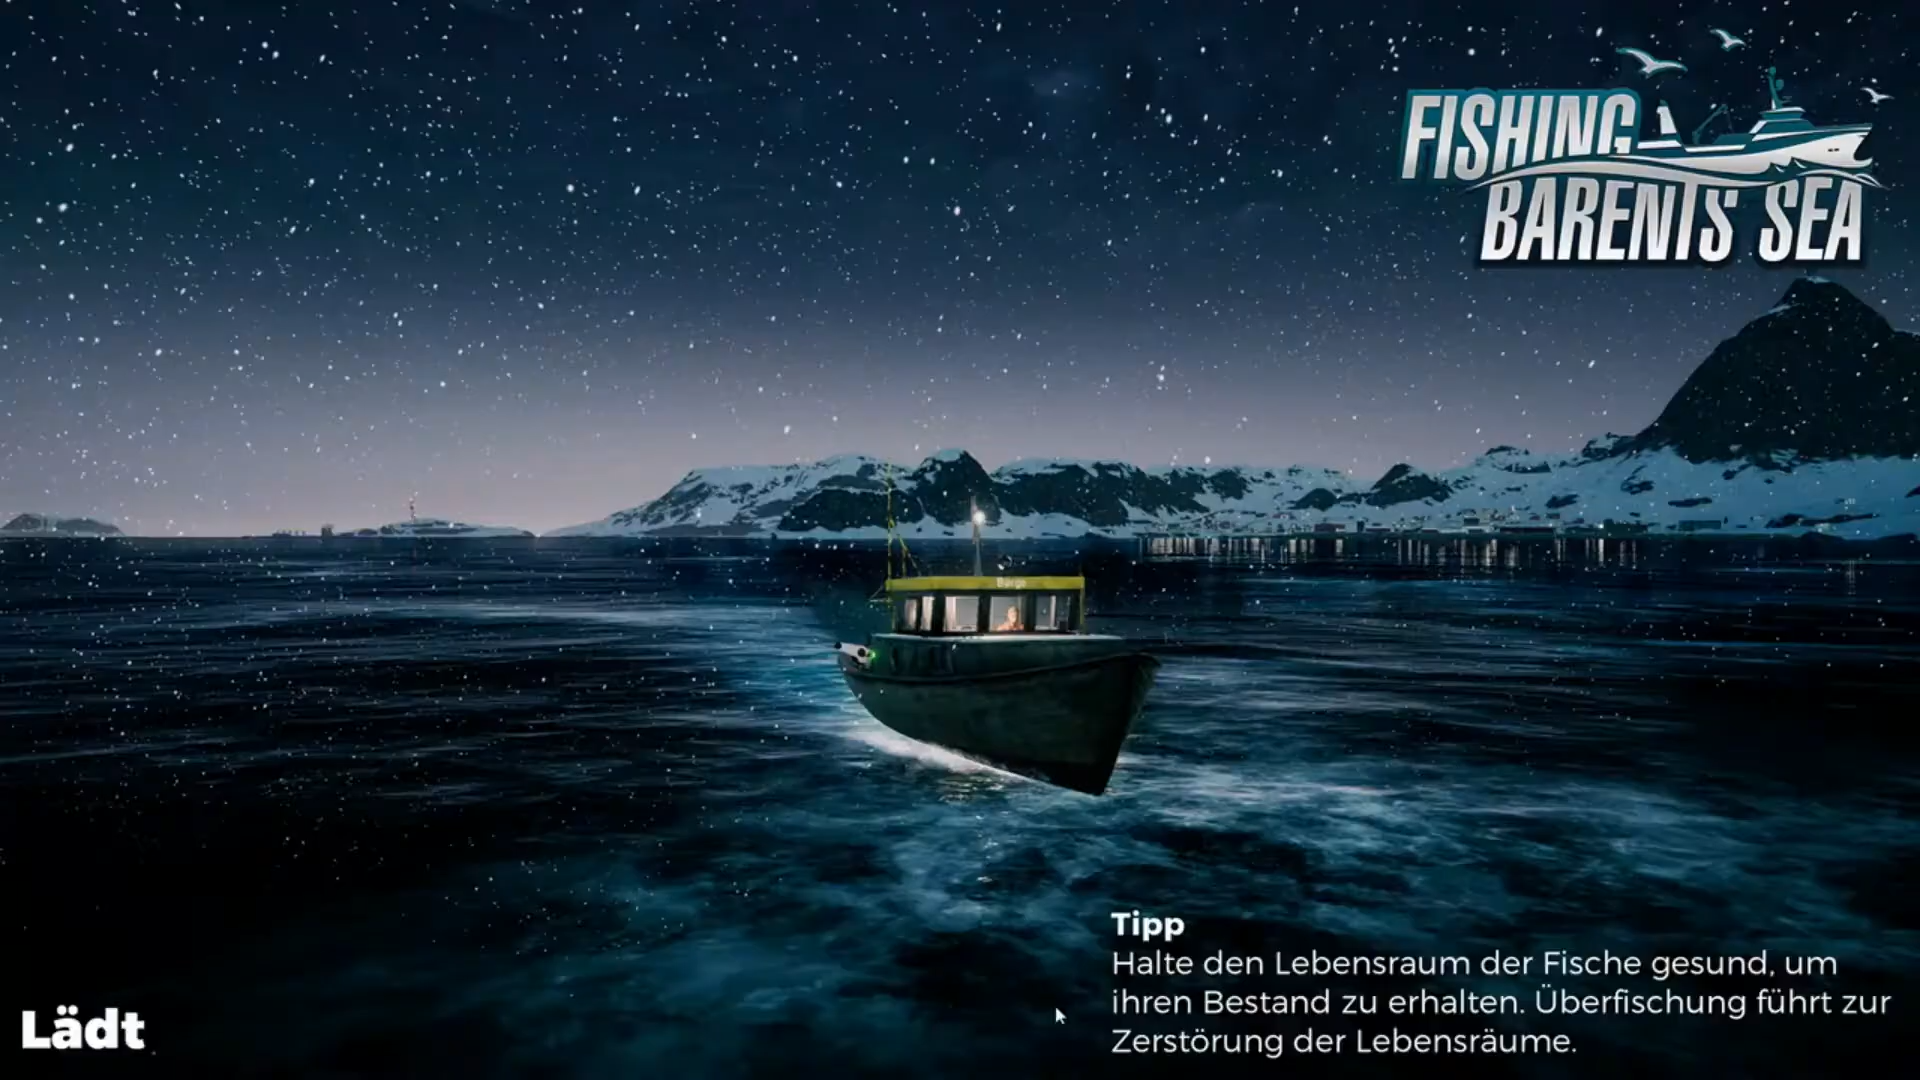 FISHING
BARENTS SEA
Børge
Tipp
Halte den Lebensraum der Fische gesund, um
ihren Bestand zu erhalten. Überfischung führt zur
Zerstörung der Lebensräume.
Lädt